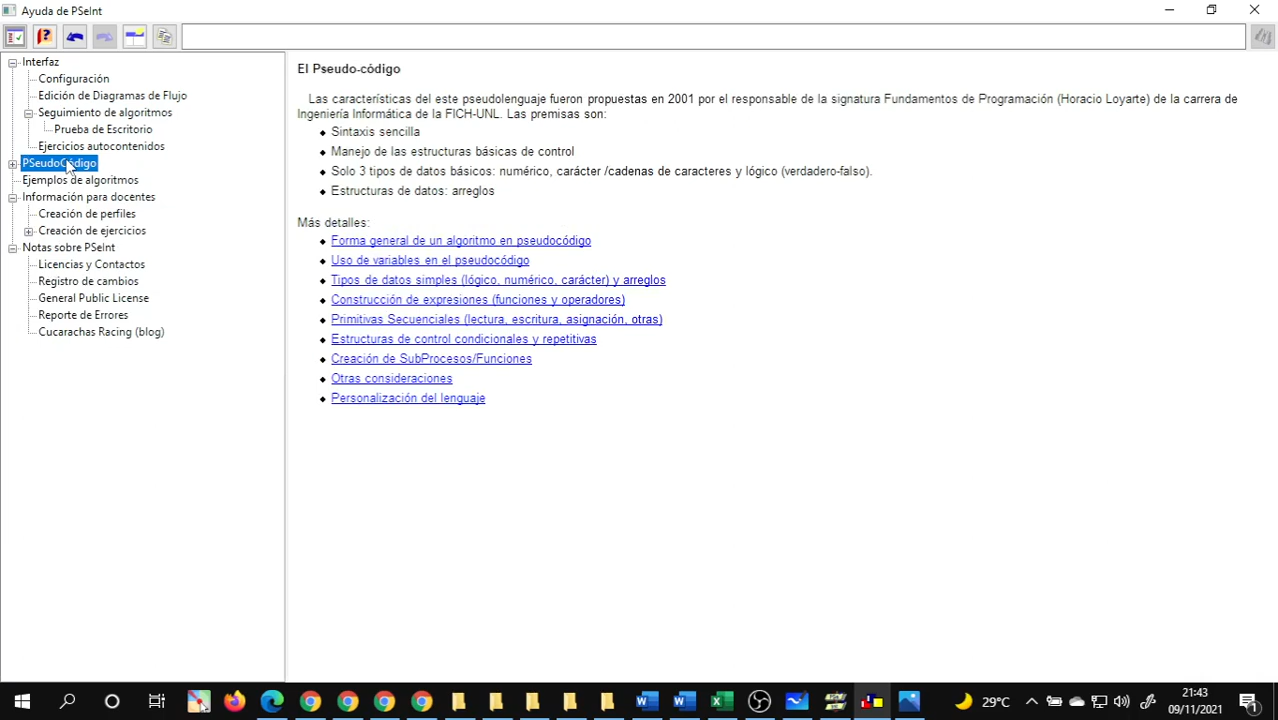 Ayuda de PSeInt
Interfaz
Configuración
Edición de Diagramas de Flujo
Seguimiento de algoritmos
Prueba de Escritorio
Ejercicios autocontenidos
PSeudoCódigo
Ejemplos de algoritmos
Información para docentes
Creación de perfiles
Creación de ejercicios
Notas sobre PSeInt
Licencias y Contactos
Registro de cambios
General Public License
Reporte de Errores
Cucarachas Racing (blog)
El Pseudo-código
Las características del este pseudolenguaje fueron propuestas en 2001 por el responsable de la signatura Fundamentos de Programación (Horacio Loyarte) de la carrera de
Ingeniería Informática de la FICH-UNL. Las premisas son:
Sintaxis sencilla
Manejo de las estructuras básicas de control
Solo 3 tipos de datos básicos: numérico, carácter /cadenas de caracteres y lógico (verdadero-falso).
Estructuras de datos: arreglos
Más detalles:
Forma general de un algoritmo en pseudocódigo
Uso de variables en el pseudocódigo
Tipos de datos simples (lógico, numérico, carácter) y arreglos
Construcción de expresiones (funciones y operadores)
Primitivas Secuenciales (lectura, escritura, asignación, otras)
Estructuras de control condicionales y repetitivas
Creación de SubProcesos/Funciones
Otras consideraciones
Personalización del lenguaje
29°C
21:43
09/11/2021
1